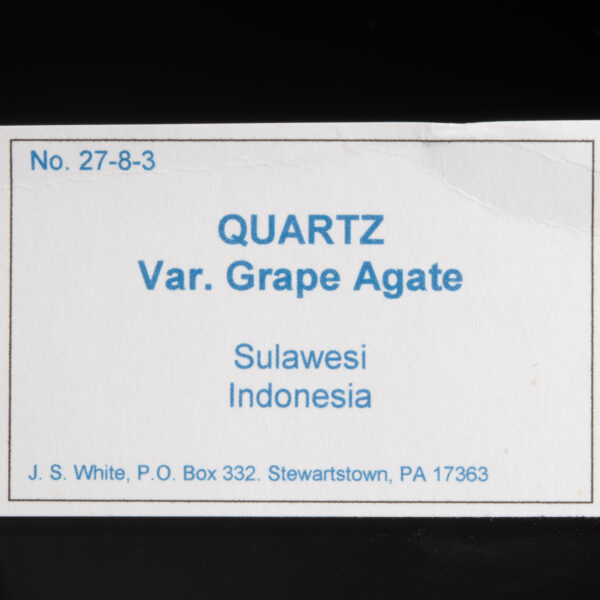 No. 27-8-3
QUARTZ
Var. Grape Agate
Sulawesi
Indonesia
J. S. White, P.O. Box 332. Stewartstown, PA 17363